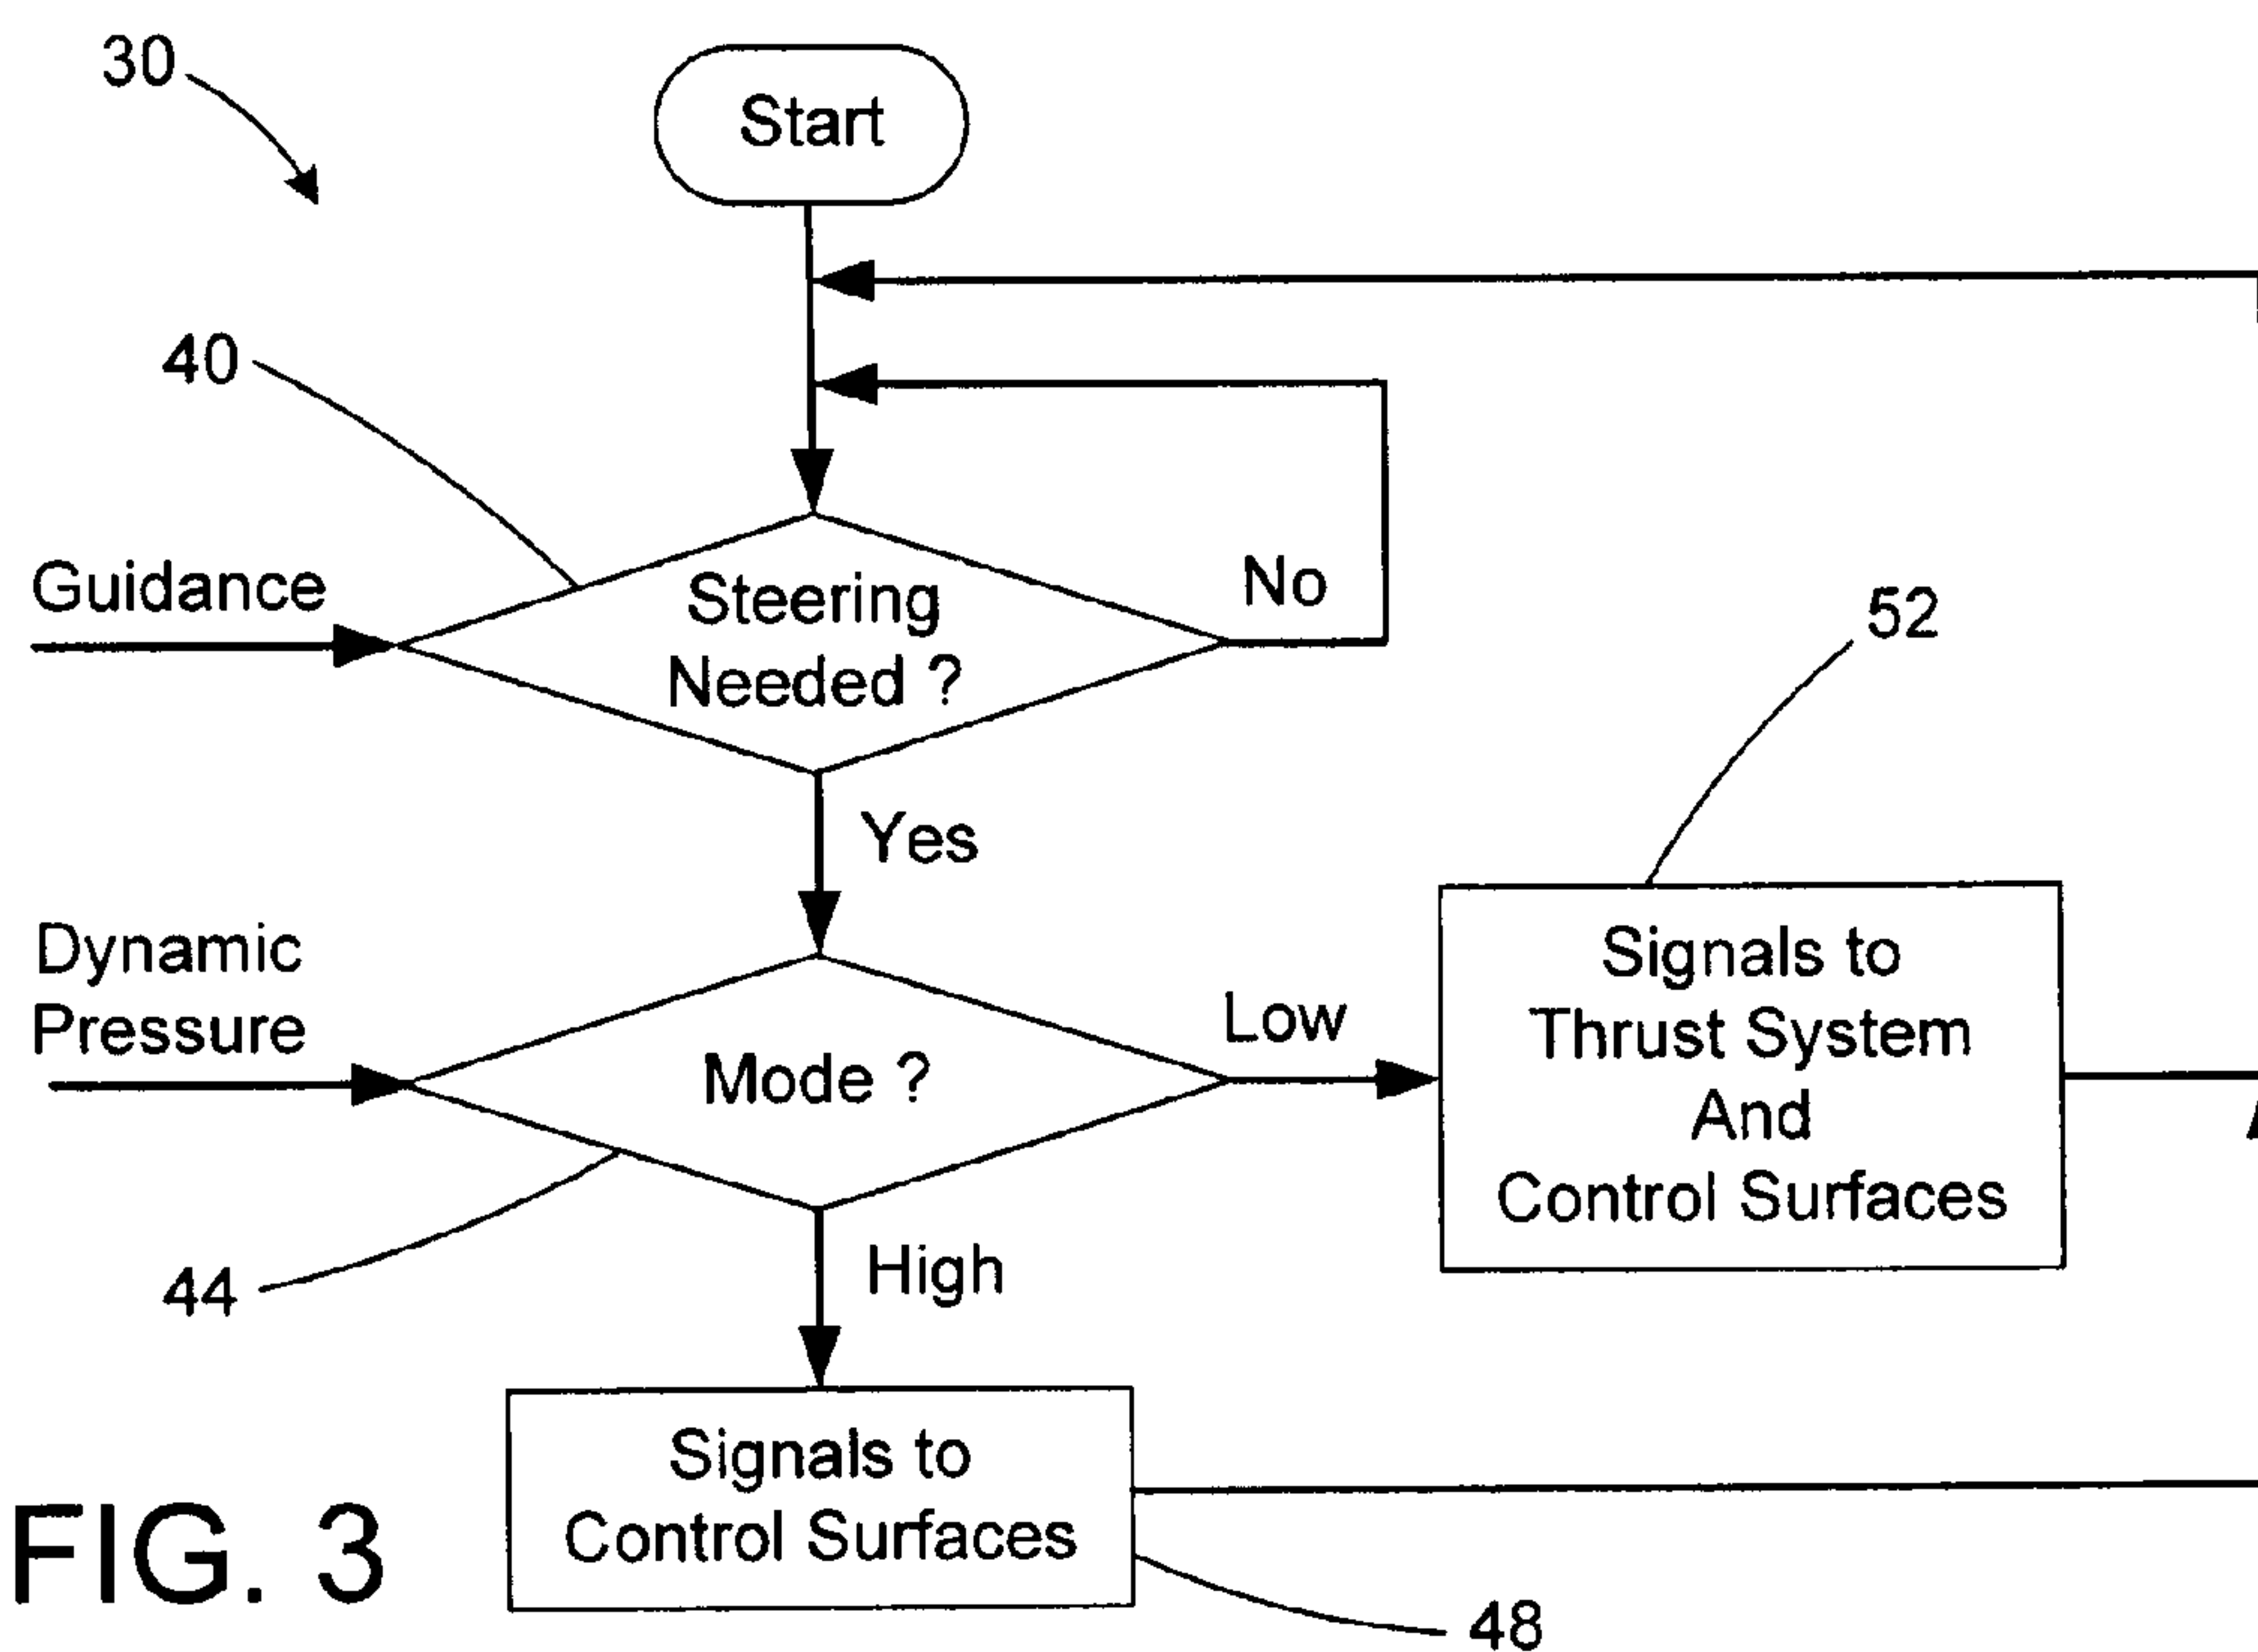 30
Start
40
Guidance
Steering
Needed ?
No
52
Yes
Dynamic
Pressure
Mode ?
Low
Signals to
Thrust System
And
Control Surfaces
44
High
Signals to
Control Surfaces
48
FIG. 3